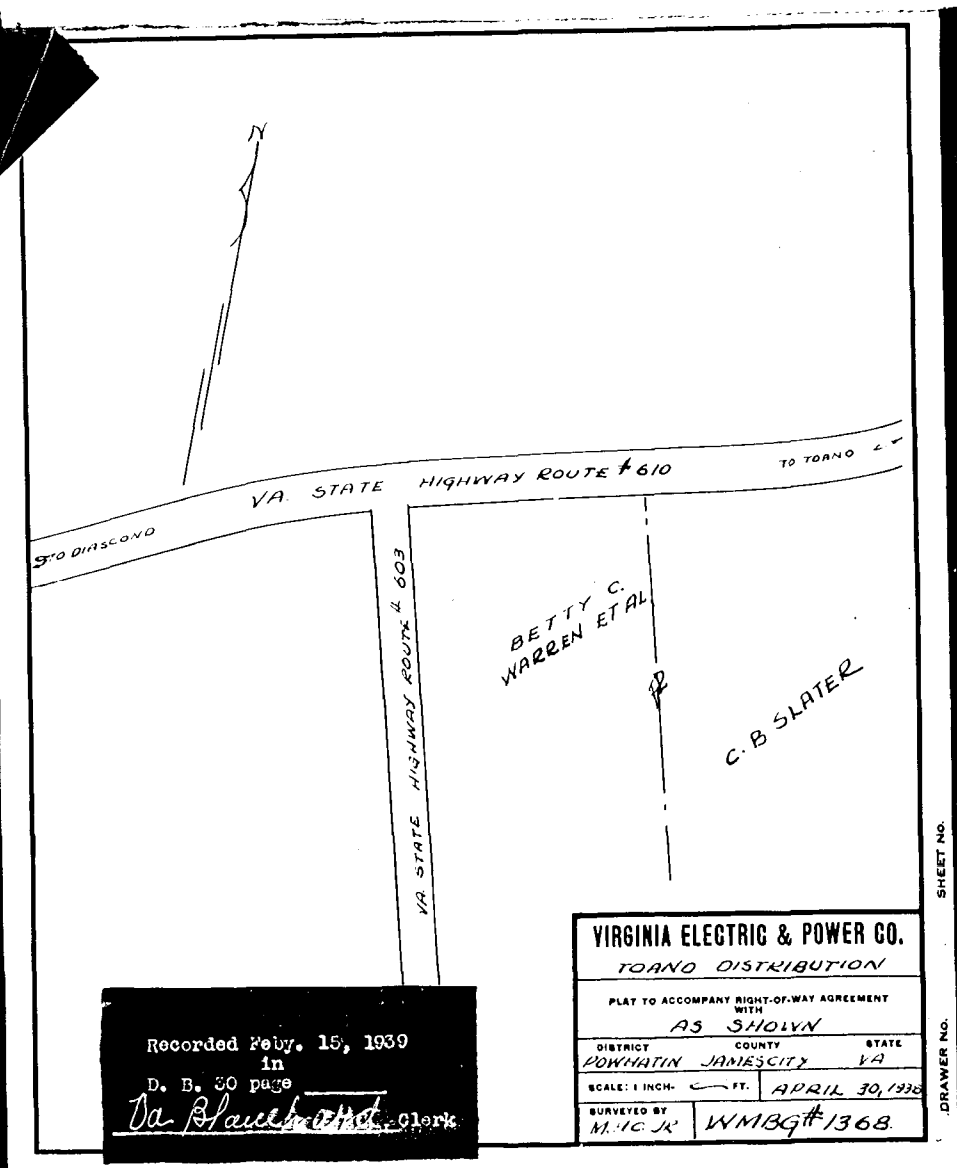 N
VA. STATE HIGHWAY ROUTE # 610
TO TOANO
TO DIASCOND
VA. STATE HIGHWAY ROUTE # 603
BETTY C.
WARREN ET AL
C. B SLATER
SHEET NO.
DRAWER NO.
VIRGINIA ELECTRIC & POWER CO.
TOANO DISTRIBUTION
PLAT TO ACCOMPANY RIGHT-OF-WAY AGREEMENT
WITH
AS SHOWN
DISTRICT COUNTY STATE
POWHATIN JAMES CITY VA
SCALE: 1 INCH- FT. APRIL 30, 1938
SURVEYED BY
WMBG# 1368
Recorded Feby. 15, 1939
in
D. B. 30 page
Clerk